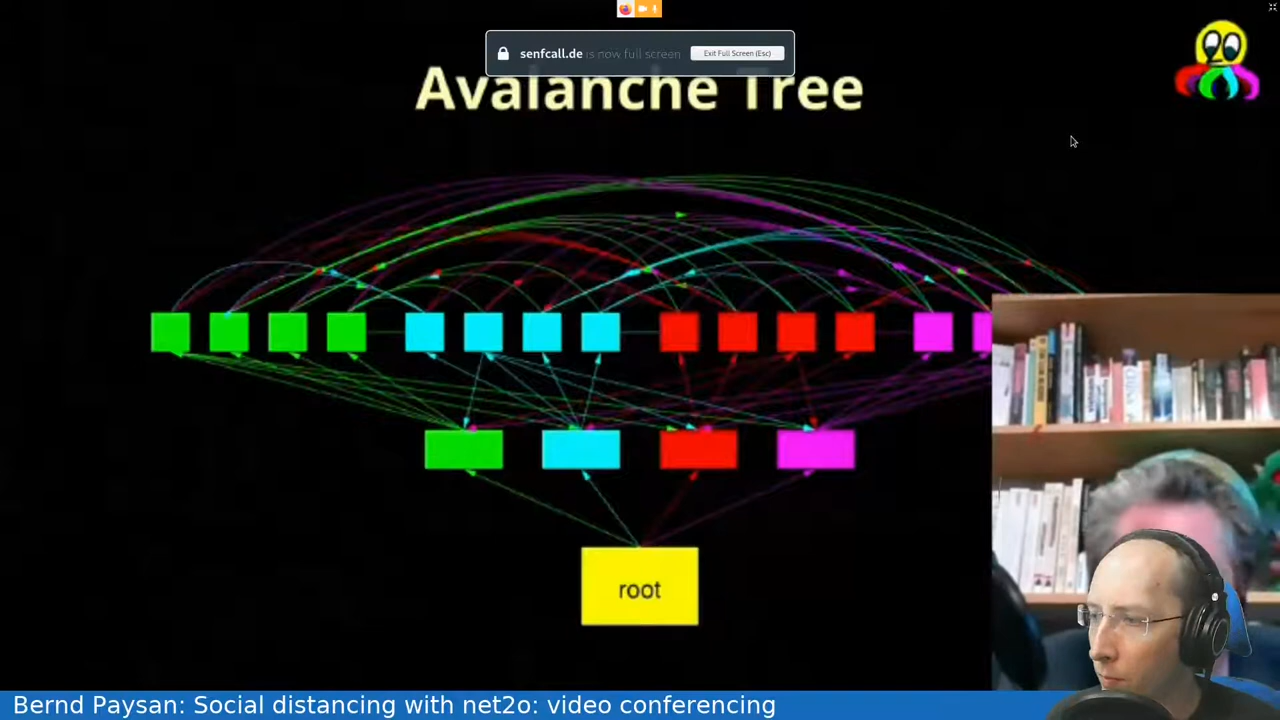 senfcall.de is now full screen
Exit Full Screen (Esc)
Avalanche Tree
root
Bernd Paysan: Social distancing with net2o: video conferencing